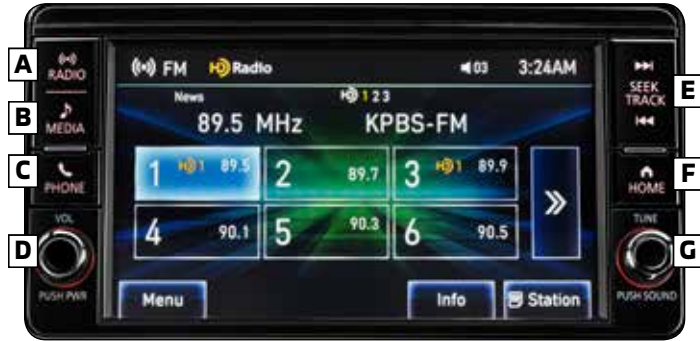 A
RADIO
B
MEDIA
C
PHONE
VOL
D
PUSH PWR
FM HD Radio 03 3:24AM
News HD 1 2 3
89.5 MHz KPBS-FM
1 HD 1 89.5
2 89.7
3 HD 1 89.9
4 90.1
5 90.3
6 90.5
Menu Info Station
SEEK
TRACK
E
HOME
F
TUNE
G
PUSH SOUND